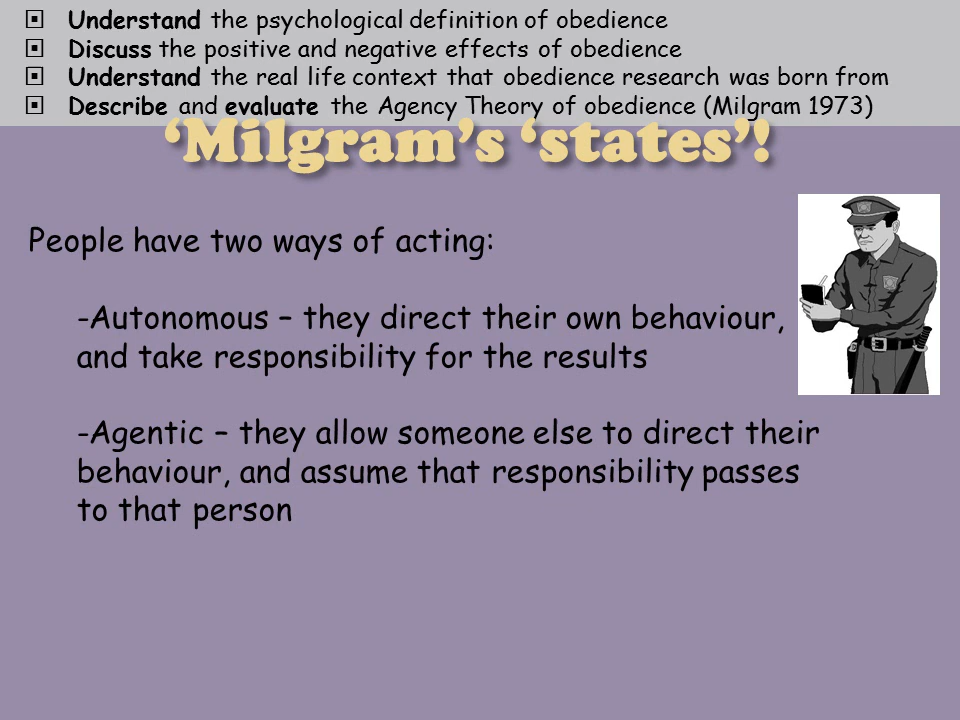 Understand the psychological definition of obedience
Discuss the positive and negative effects of obedience
Understand the real life context that obedience research was born from
Describe and evaluate the Agency Theory of obedience (Milgram 1973)
‘Milgram’s ‘states’!
People have two ways of acting:
-Autonomous – they direct their own behaviour,
and take responsibility for the results
-Agentic – they allow someone else to direct their
behaviour, and assume that responsibility passes
to that person